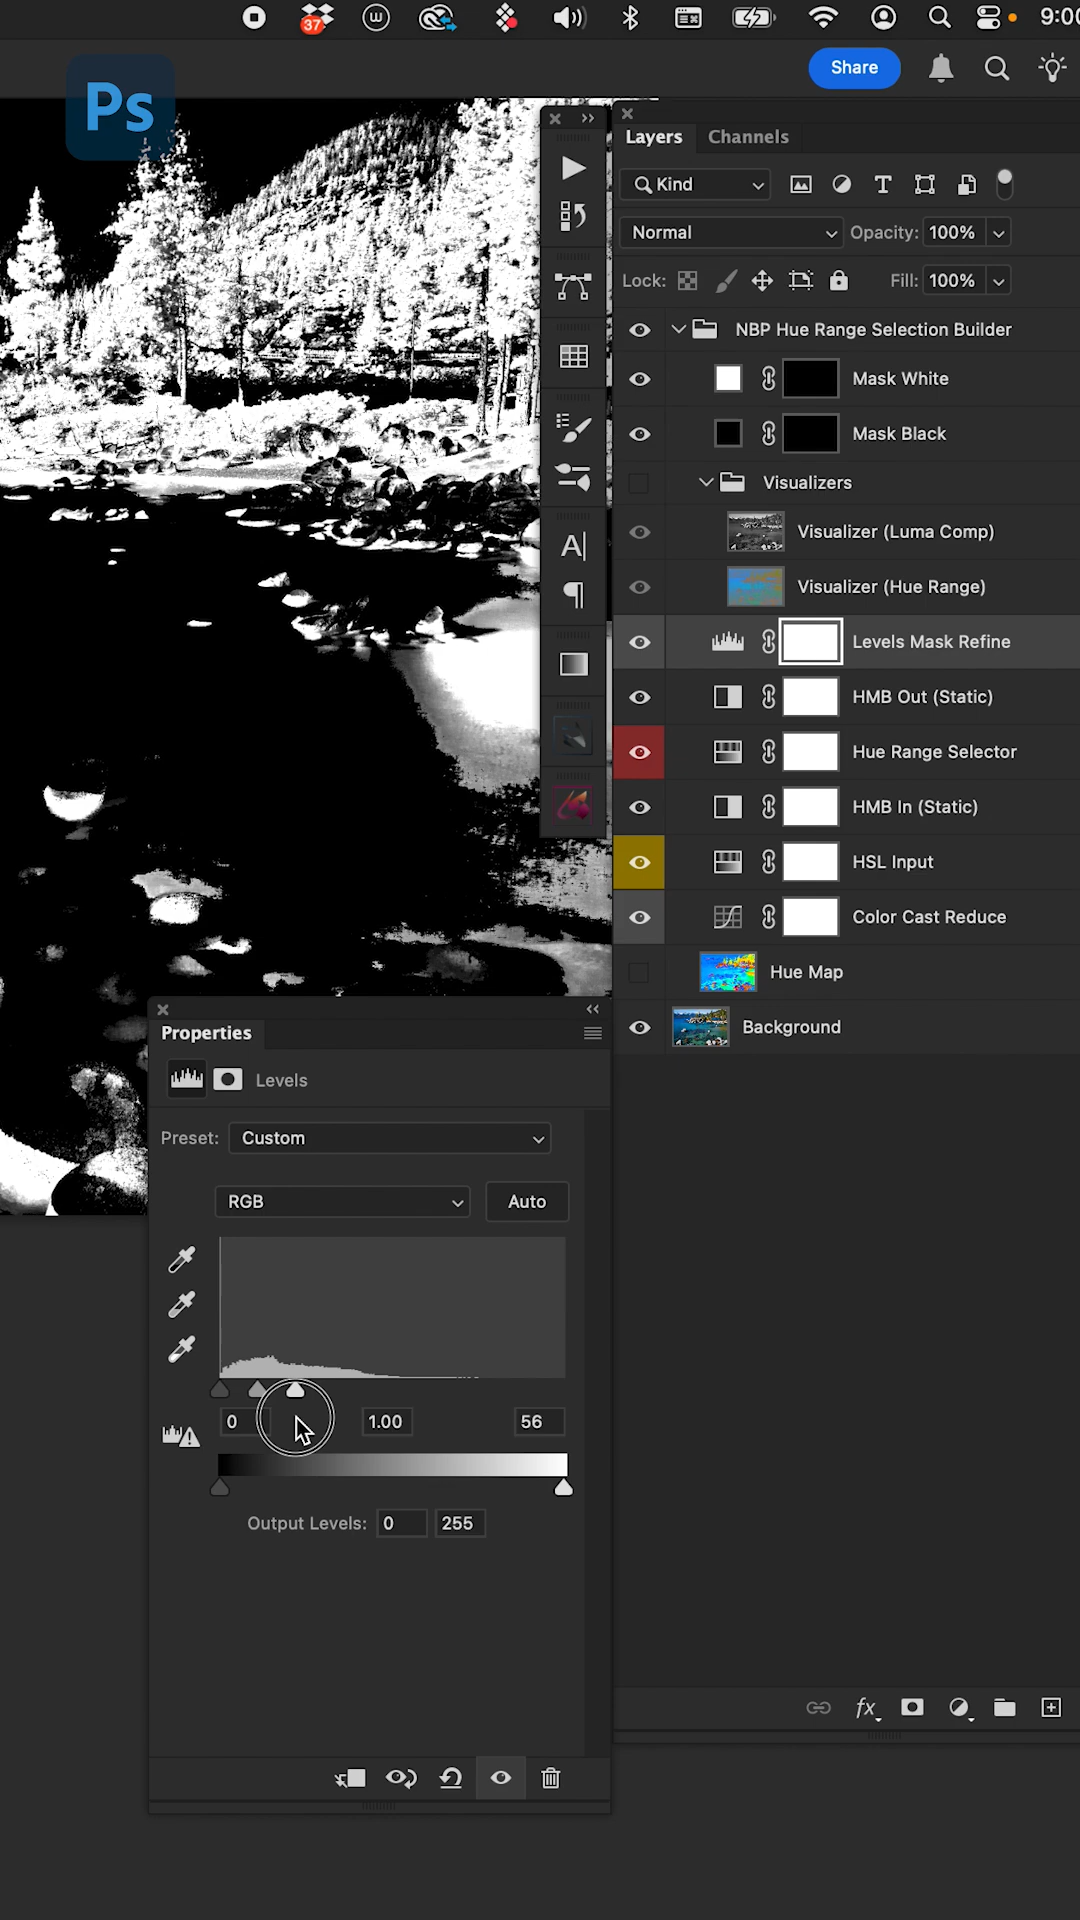 37
9:00
Share
Ps
Layers
Channels
Kind
Normal
Opacity:
100%
Lock:
Fill:
100%
NBP Hue Range Selection Builder
Mask White
Mask Black
Visualizers
Visualizer (Luma Comp)
Visualizer (Hue Range)
Levels Mask Refine
HMB Out (Static)
Hue Range Selector
HMB In (Static)
HSL Input
Color Cast Reduce
Hue Map
Background
Properties
Levels
Preset:
Custom
RGB
Auto
0
1.00
56
Output Levels:
0
255
fx